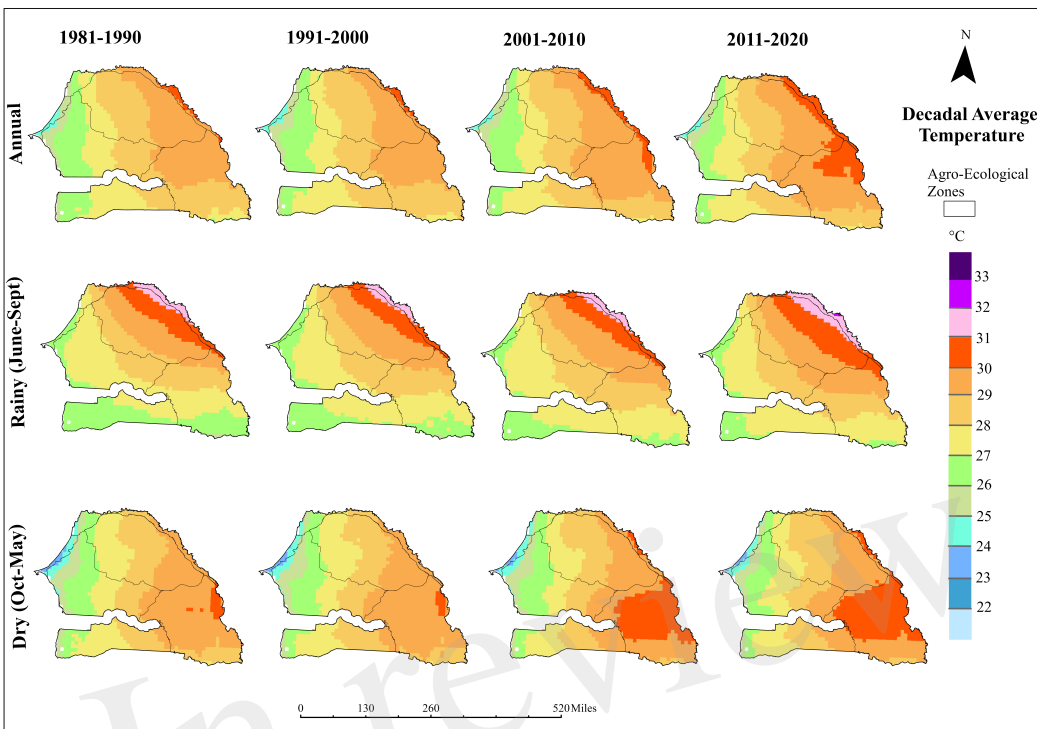 1981-1990
1991-2000
2001-2010
2011-2020
N
Annual
Rainy (June-Sept)
Dry (Oct-May)
Decadal Average
Temperature
Agro-Ecological
Zones
°C
33
32
31
30
29
28
27
26
25
24
23
22
0 130 260 520 Miles
In review